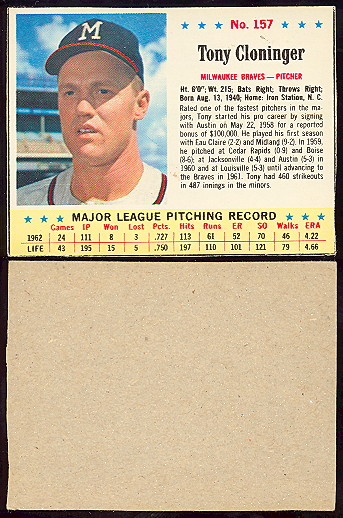 M
★ ★ ★ ★ No. 157
Tony Cloninger
MILWAUKEE BRAVES — PITCHER
Ht. 6'0"; Wt. 215; Bats Right; Throws Right;
Born Aug. 13, 1940; Home: Iron Station, N. C.
Rated one of the fastest pitchers in the ma-
jors, Tony started his pro career by signing
with Austin on May 22, 1958 for a reported
bonus of $100,000. He played his first season
with Eau Claire (2-2) and Midland (9-2). In 1959,
he pitched at Cedar Rapids (0-9) and Boise
(8-6); at Jacksonville (4-4) and Austin (5-3) in
1960 and at Louisville (5-3) until advancing to
the Braves in 1961. Tony had 460 strikeouts
in 487 innings in the minors.
★ ★ ★ ★ MAJOR LEAGUE PITCHING RECORD ★ ★ ★ ★
Games IP Won Lost Pcts. Hits Runs ER SO Walks ERA
1962 24 111 8 3 .727 113 61 52 70 46 4.22
LIFE 43 195 15 5 .750 197 110 101 121 79 4.66